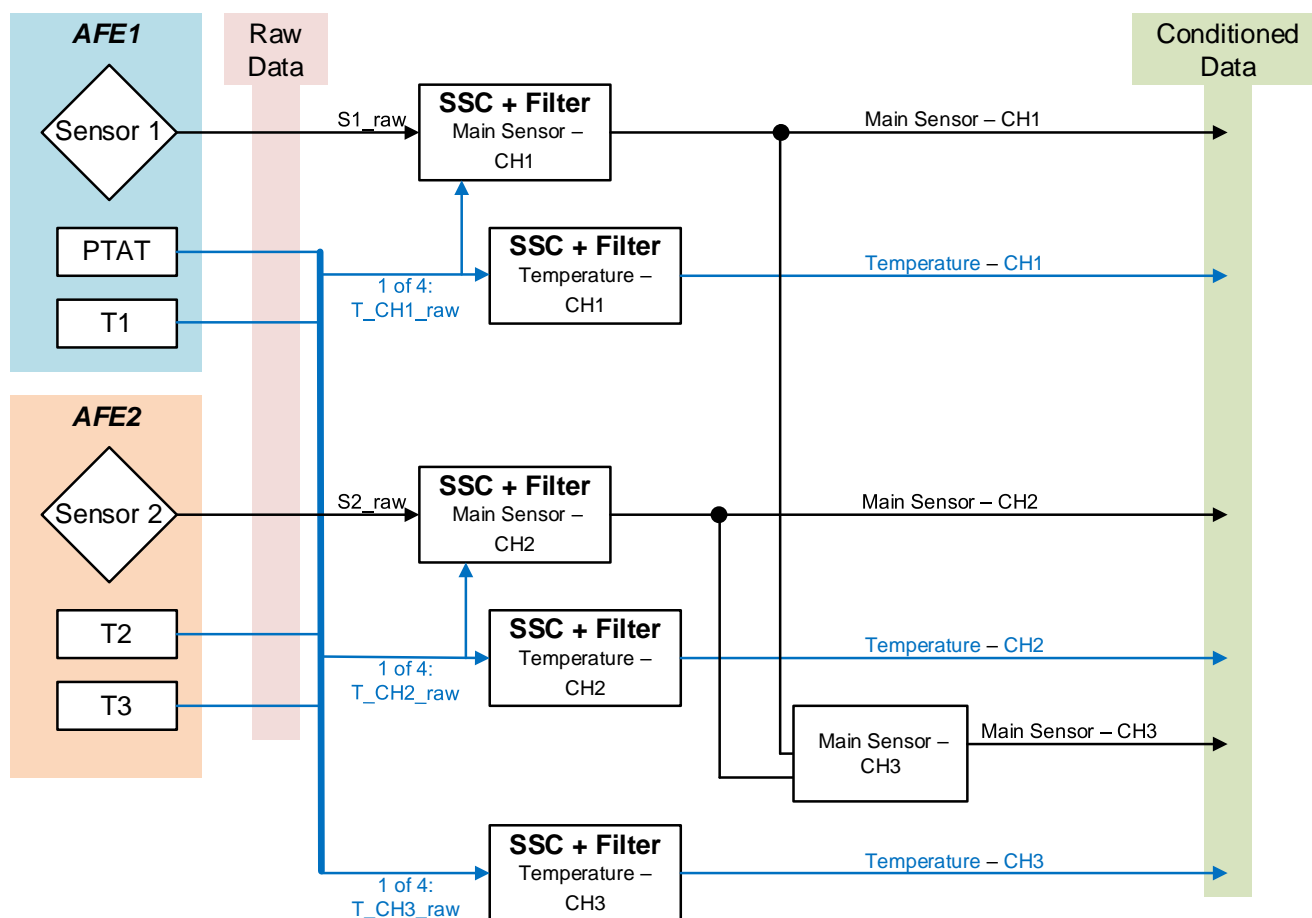 AFE1
Raw
Data
Conditioned
Data
Sensor 1
S1_raw
SSC + Filter
Main Sensor –
CH1
Main Sensor – CH1
PTAT
T1
1 of 4:
T_CH1_raw
SSC + Filter
Temperature –
CH1
Temperature – CH1
AFE2
Sensor 2
S2_raw
SSC + Filter
Main Sensor –
CH2
Main Sensor – CH2
T2
T3
1 of 4:
T_CH2_raw
SSC + Filter
Temperature –
CH2
Temperature – CH2
Main Sensor –
CH3
Main Sensor – CH3
1 of 4:
T_CH3_raw
SSC + Filter
Temperature –
CH3
Temperature – CH3